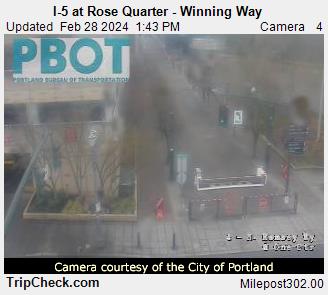 I-5 at Rose Quarter - Winning Way
Updated Feb 28 2024 1:43 PM Camera 4
PBOT
PORTLAND BUREAU OF TRANSPORTATION
Camera courtesy of the City of Portland
TripCheck.com Milepost302.00